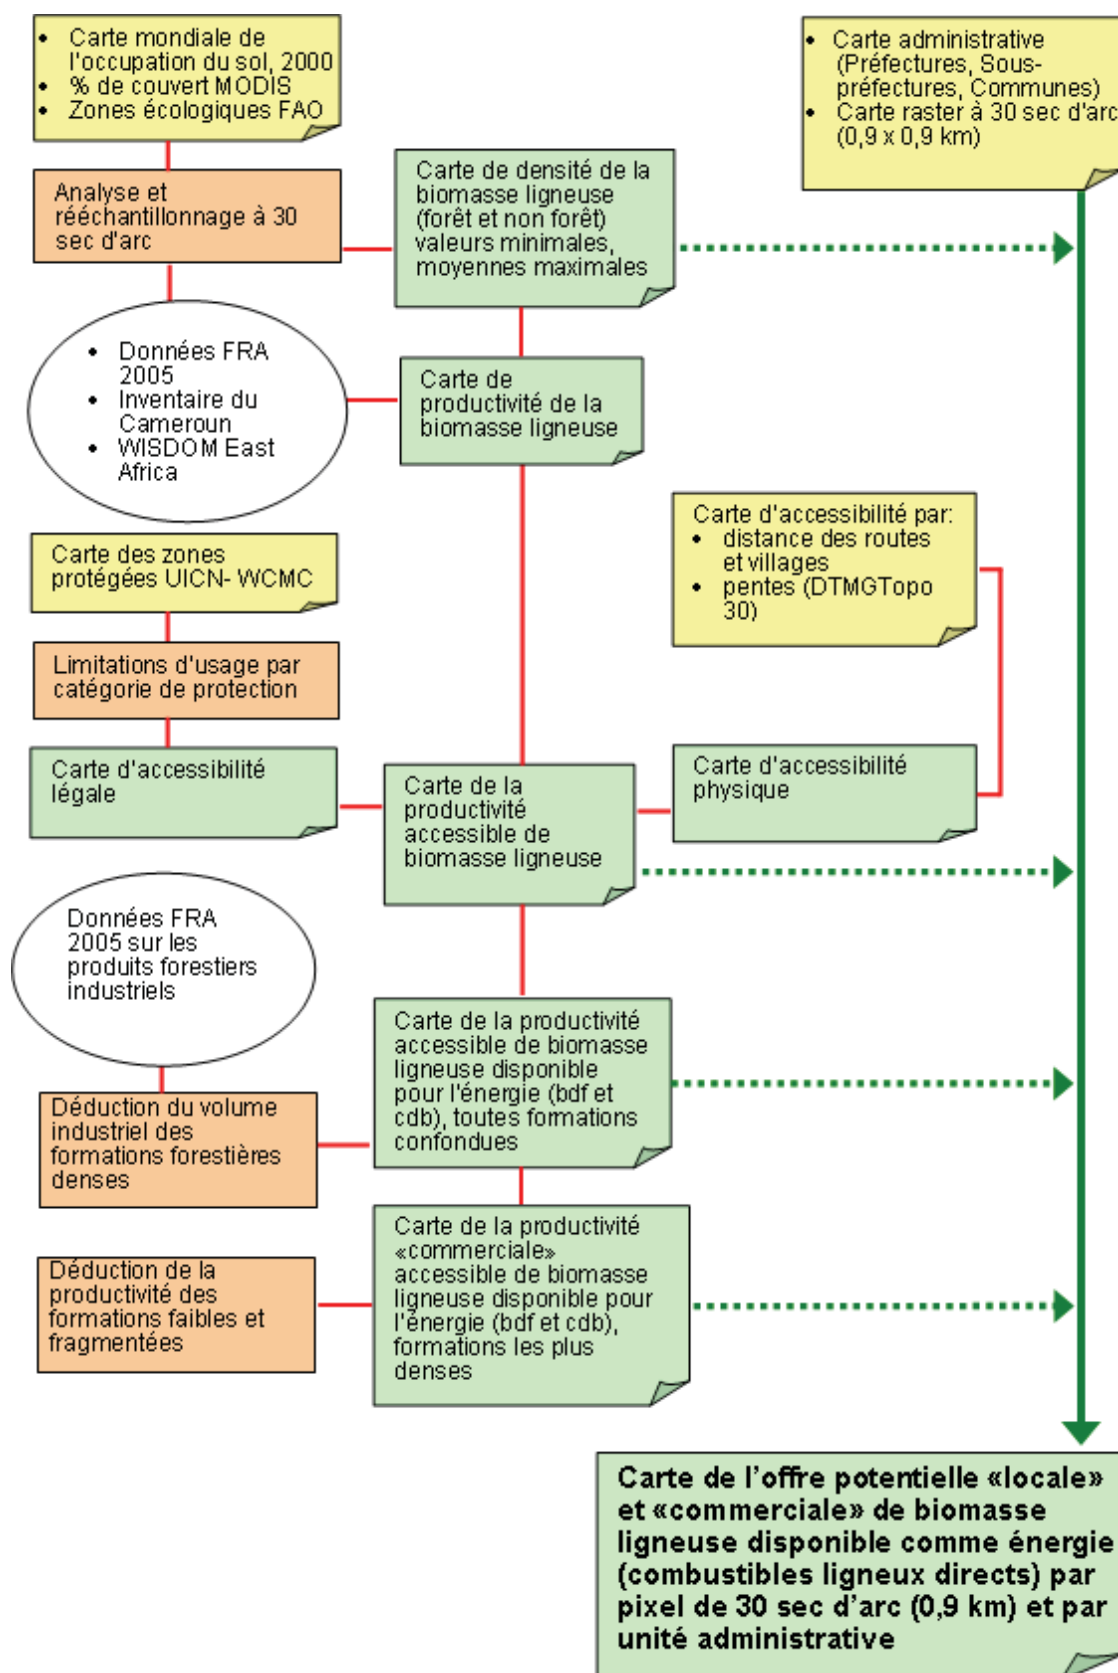 • Carte mondiale de
l'occupation du sol, 2000
• % de couvert MODIS
• Zones écologiques FAO
• Carte administrative
(Préfectures, Sous-
préfectures, Communes)
• Carte raster à 30 sec d'arc
(0,9 x 0,9 km)
Analyse et
rééchantillonnage à 30
sec d'arc
Carte de densité de la
biomasse ligneuse
(forêt et non forêt)
valeurs minimales,
moyennes maximales
• Données FRA
2005
• Inventaire du
Cameroun
• WISDOM East
Africa
Carte de
productivité de la
biomasse ligneuse
Carte des zones
protégées UICN- WCMC
Carte d'accessibilité par:
• distance des routes
et villages
• pentes (DTMGTopo
30)
Limitations d'usage par
catégorie de protection
Carte d'accessibilité
légale
Carte de la
productivité
accessible de
biomasse ligneuse
Carte d'accessibilité
physique
Données FRA
2005 sur les
produits forestiers
industriels
Carte de la productivité
accessible de biomasse
ligneuse disponible
pour l'énergie (bdf et
cdb), toutes formations
confondues
Déduction du volume
industriel des
formations forestières
denses
Carte de la productivité
«commerciale»
accessible de biomasse
ligneuse disponible pour
l'énergie (bdf et cdb),
formations les plus
denses
Déduction de la
productivité des
formations faibles et
fragmentées
Carte de l'offre potentielle «locale»
et «commerciale» de biomasse
ligneuse disponible comme énergie
(combustibles ligneux directs) par
pixel de 30 sec d'arc (0,9 km) et par
unité administrative